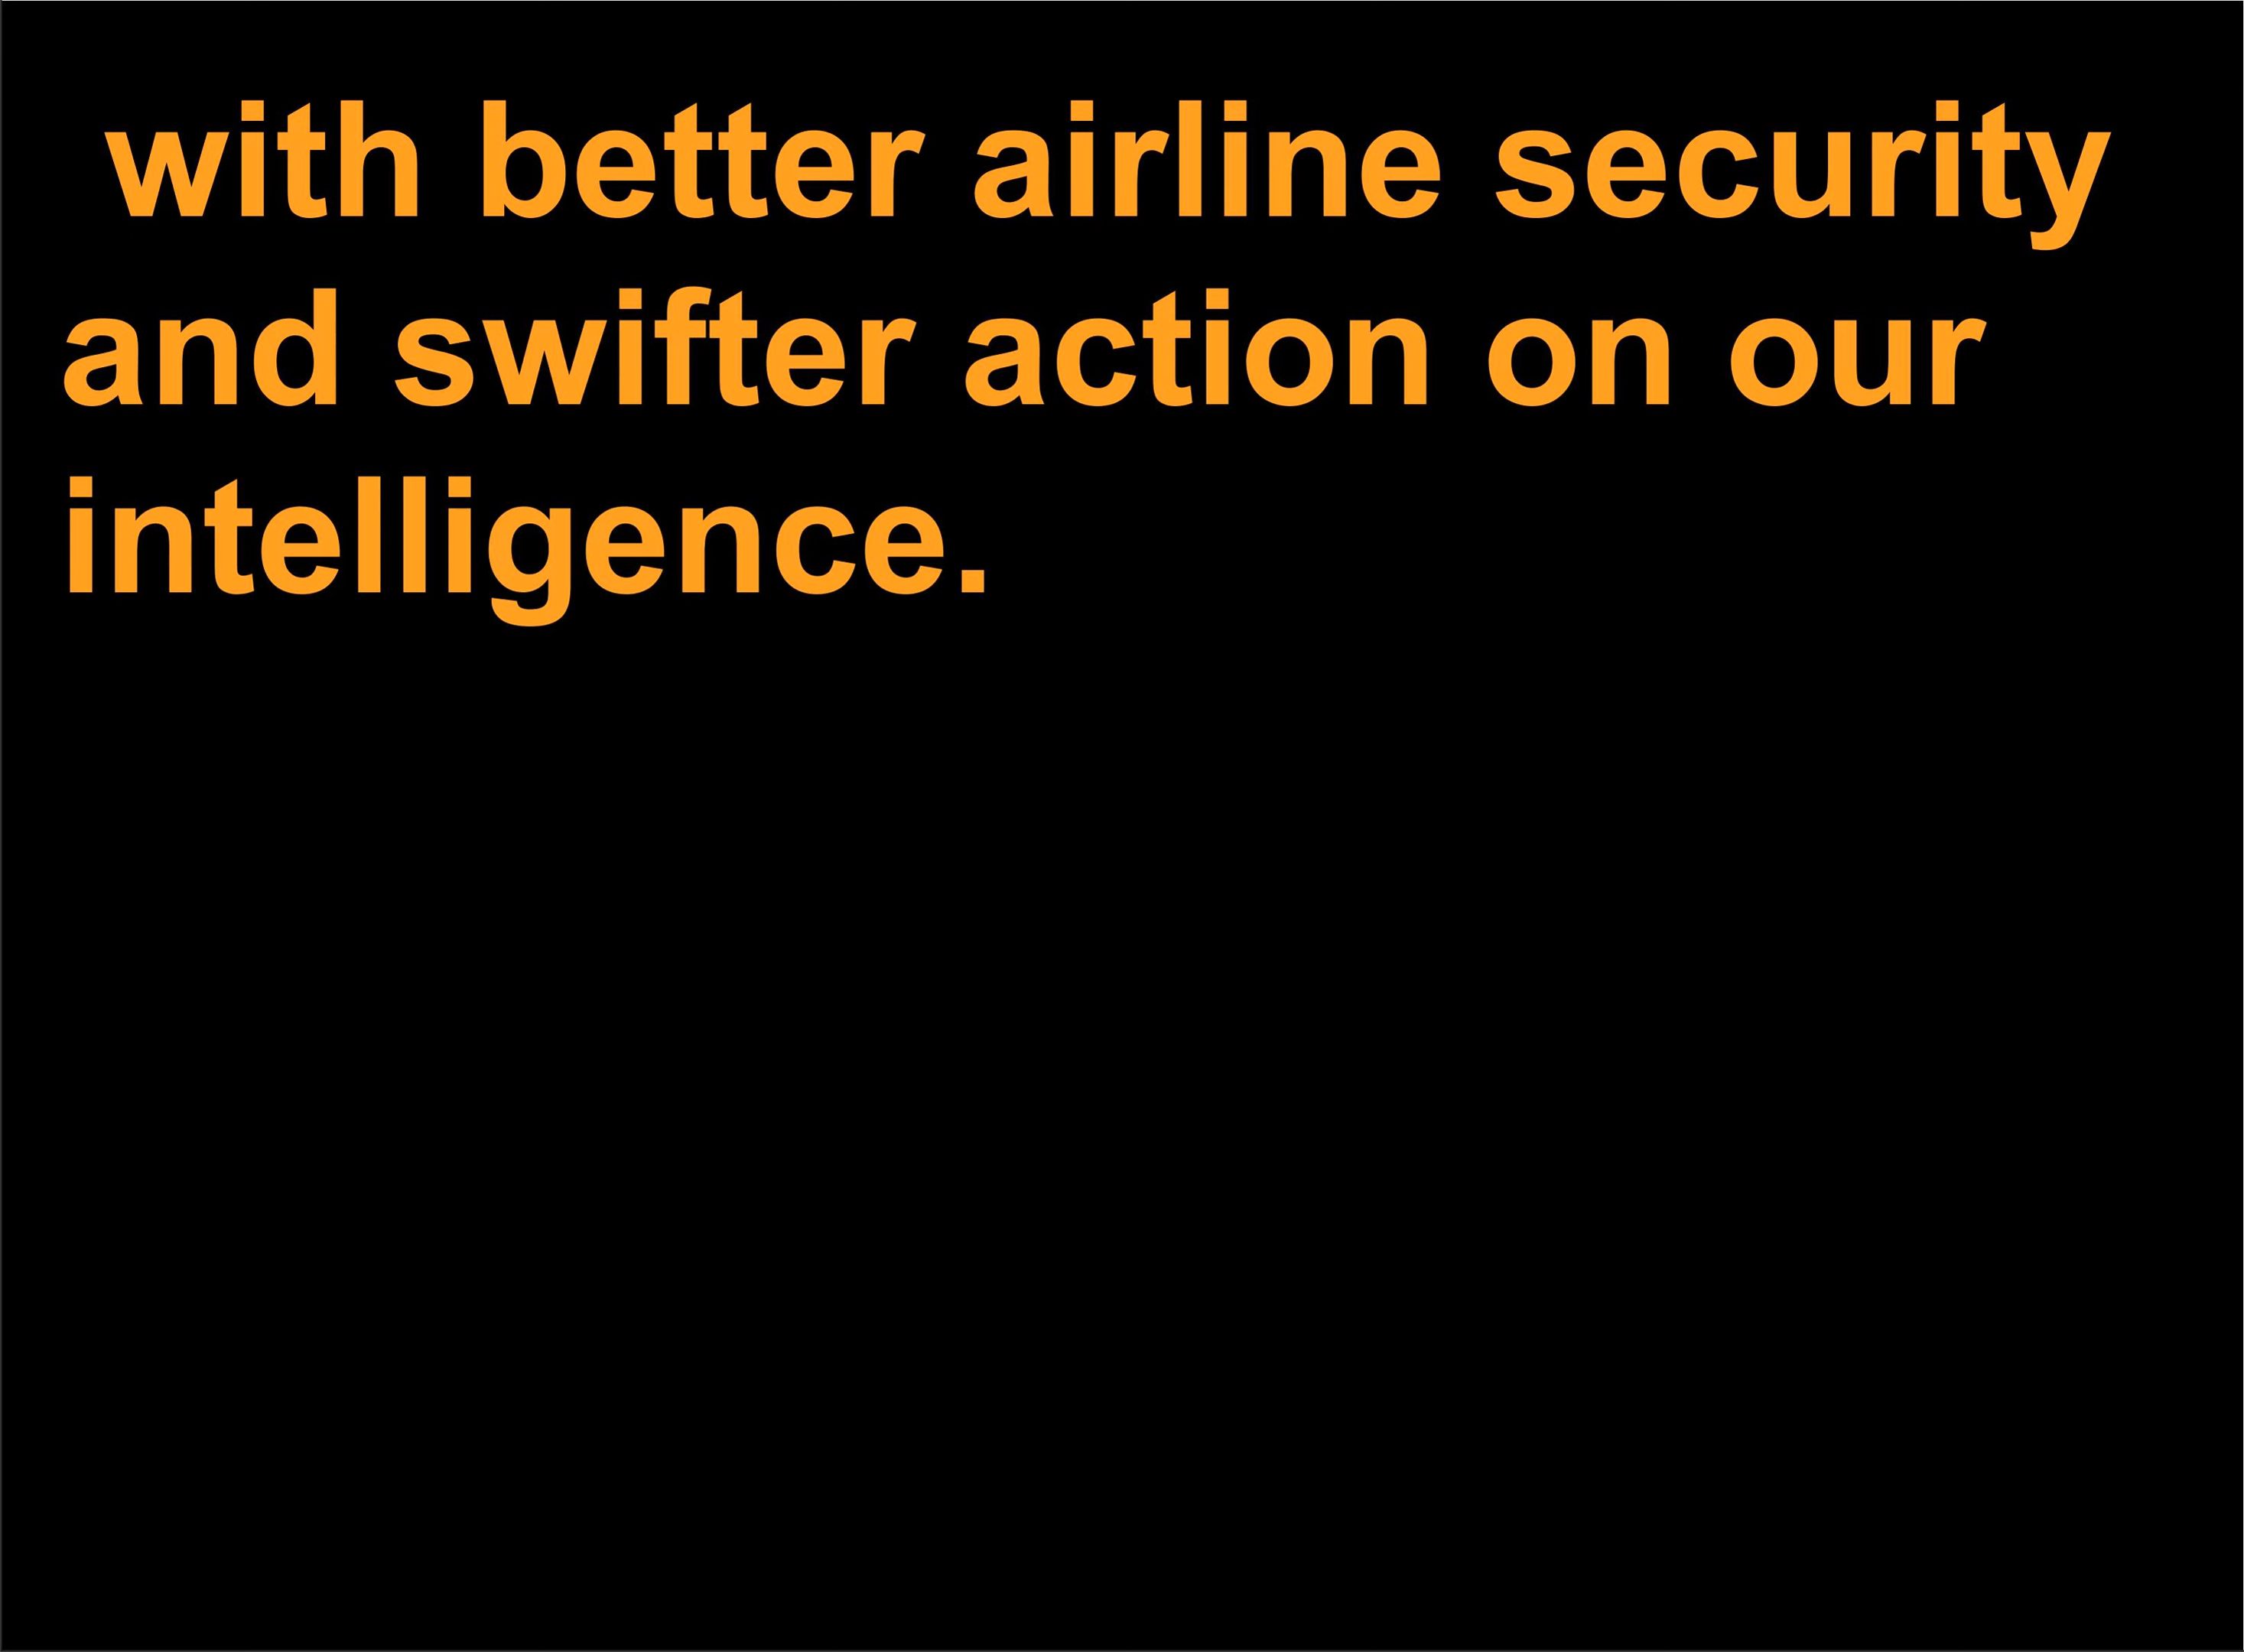 with better airline security
and swifter action on our
intelligence.